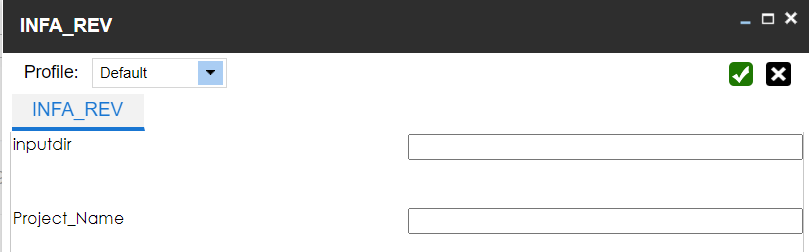 INFA_REV
Profile: Default
INFA_REV
inputdir
Project_Name